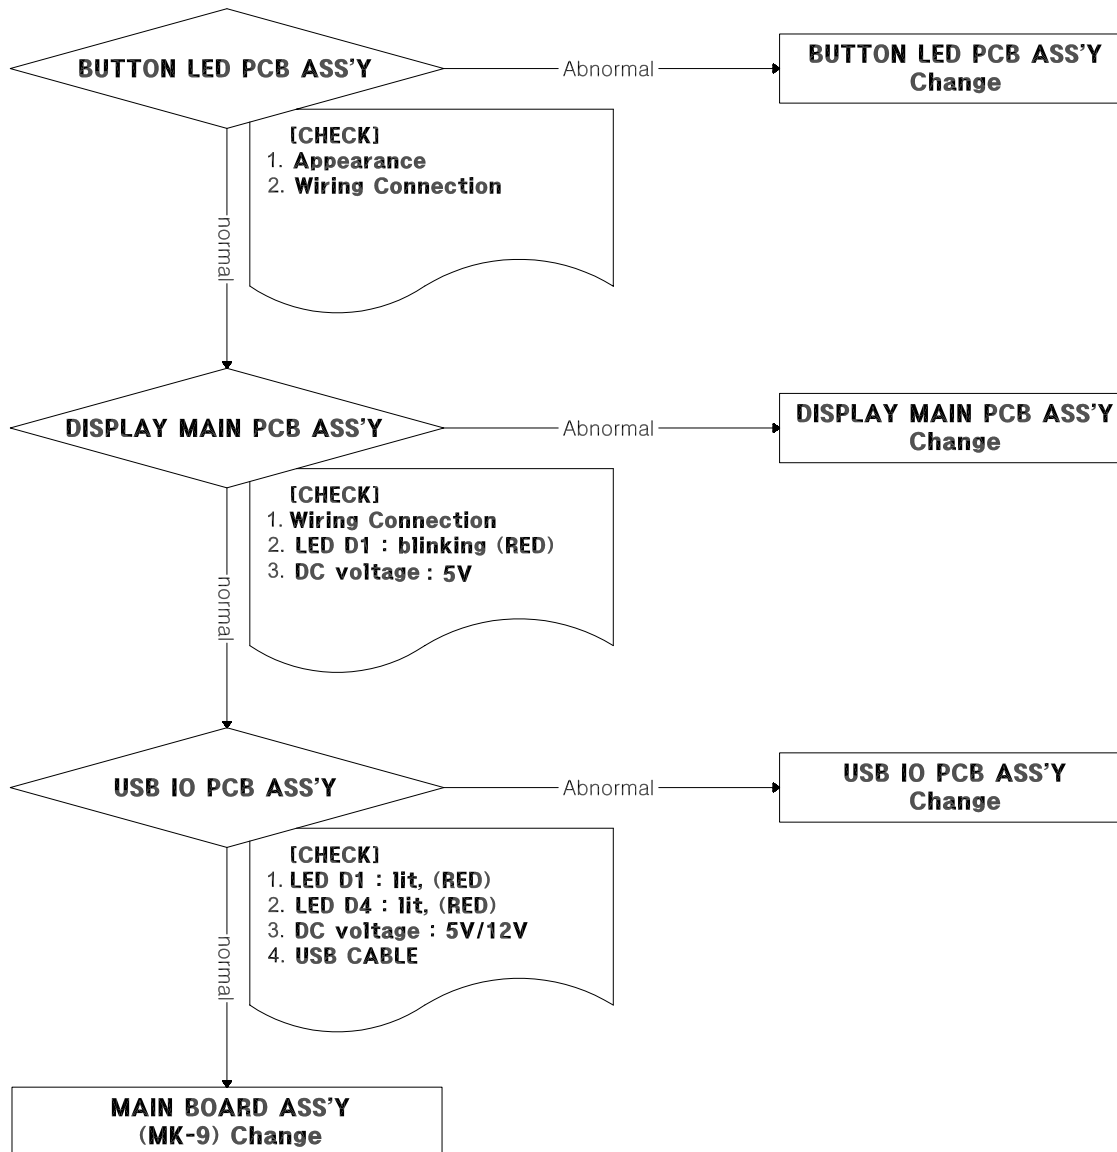 BUTTON LED PCB ASS'Y
Abnormal
BUTTON LED PCB ASS'Y
Change
[CHECK]
1. Appearance
2. Wiring Connection
normal
DISPLAY MAIN PCB ASS'Y
Abnormal
DISPLAY MAIN PCB ASS'Y
Change
[CHECK]
1. Wiring Connection
2. LED D1 : blinking (RED)
3. DC voltage : 5V
normal
USB IO PCB ASS'Y
Abnormal
USB IO PCB ASS'Y
Change
[CHECK]
1. LED D1 : lit, (RED)
2. LED D4 : lit, (RED)
3. DC voltage : 5V/12V
4. USB CABLE
normal
MAIN BOARD ASS'Y
(MK-9) Change